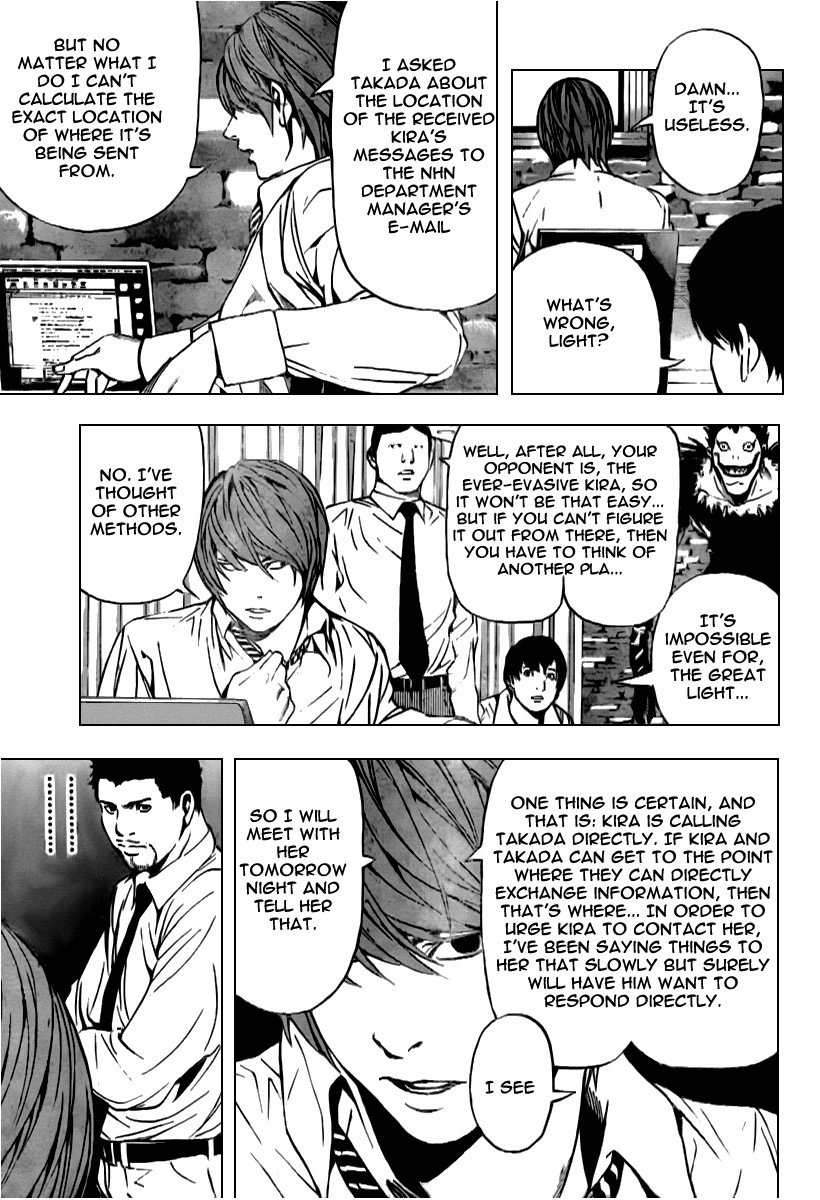 DAMN...
IT'S
USELESS.
WHAT'S
WRONG,
LIGHT?
I ASKED
TAKADA ABOUT
THE LOCATION
OF THE RECEIVED
KIRA'S
MESSAGES TO
THE NHN
DEPARTMENT
MANAGER'S
E-MAIL
BUT NO
MATTER WHAT I
DO I CAN'T
CALCULATE THE
EXACT LOCATION
OF WHERE IT'S
BEING SENT
FROM.
WELL, AFTER ALL, YOUR
OPPONENT IS, THE
EVER-EVASIVE KIRA, SO
IT WON'T BE THAT EASY...
BUT IF YOU CAN'T FIGURE
IT OUT FROM THERE, THEN
YOU HAVE TO THINK OF
ANOTHER PLA...
IT'S
IMPOSSIBLE
EVEN FOR,
THE GREAT
LIGHT...
NO. I'VE
THOUGHT
OF OTHER
METHODS.
ONE THING IS CERTAIN, AND
THAT IS: KIRA IS CALLING
TAKADA DIRECTLY. IF KIRA AND
TAKADA CAN GET TO THE POINT
WHERE THEY CAN DIRECTLY
EXCHANGE INFORMATION, THEN
THAT'S WHERE... IN ORDER TO
URGE KIRA TO CONTACT HER,
I'VE BEEN SAYING THINGS TO
HER THAT SLOWLY BUT SURELY
WILL HAVE HIM WANT TO
RESPOND DIRECTLY.
SO I WILL
MEET WITH
HER
TOMORROW
NIGHT AND
TELL HER
THAT.
I SEE